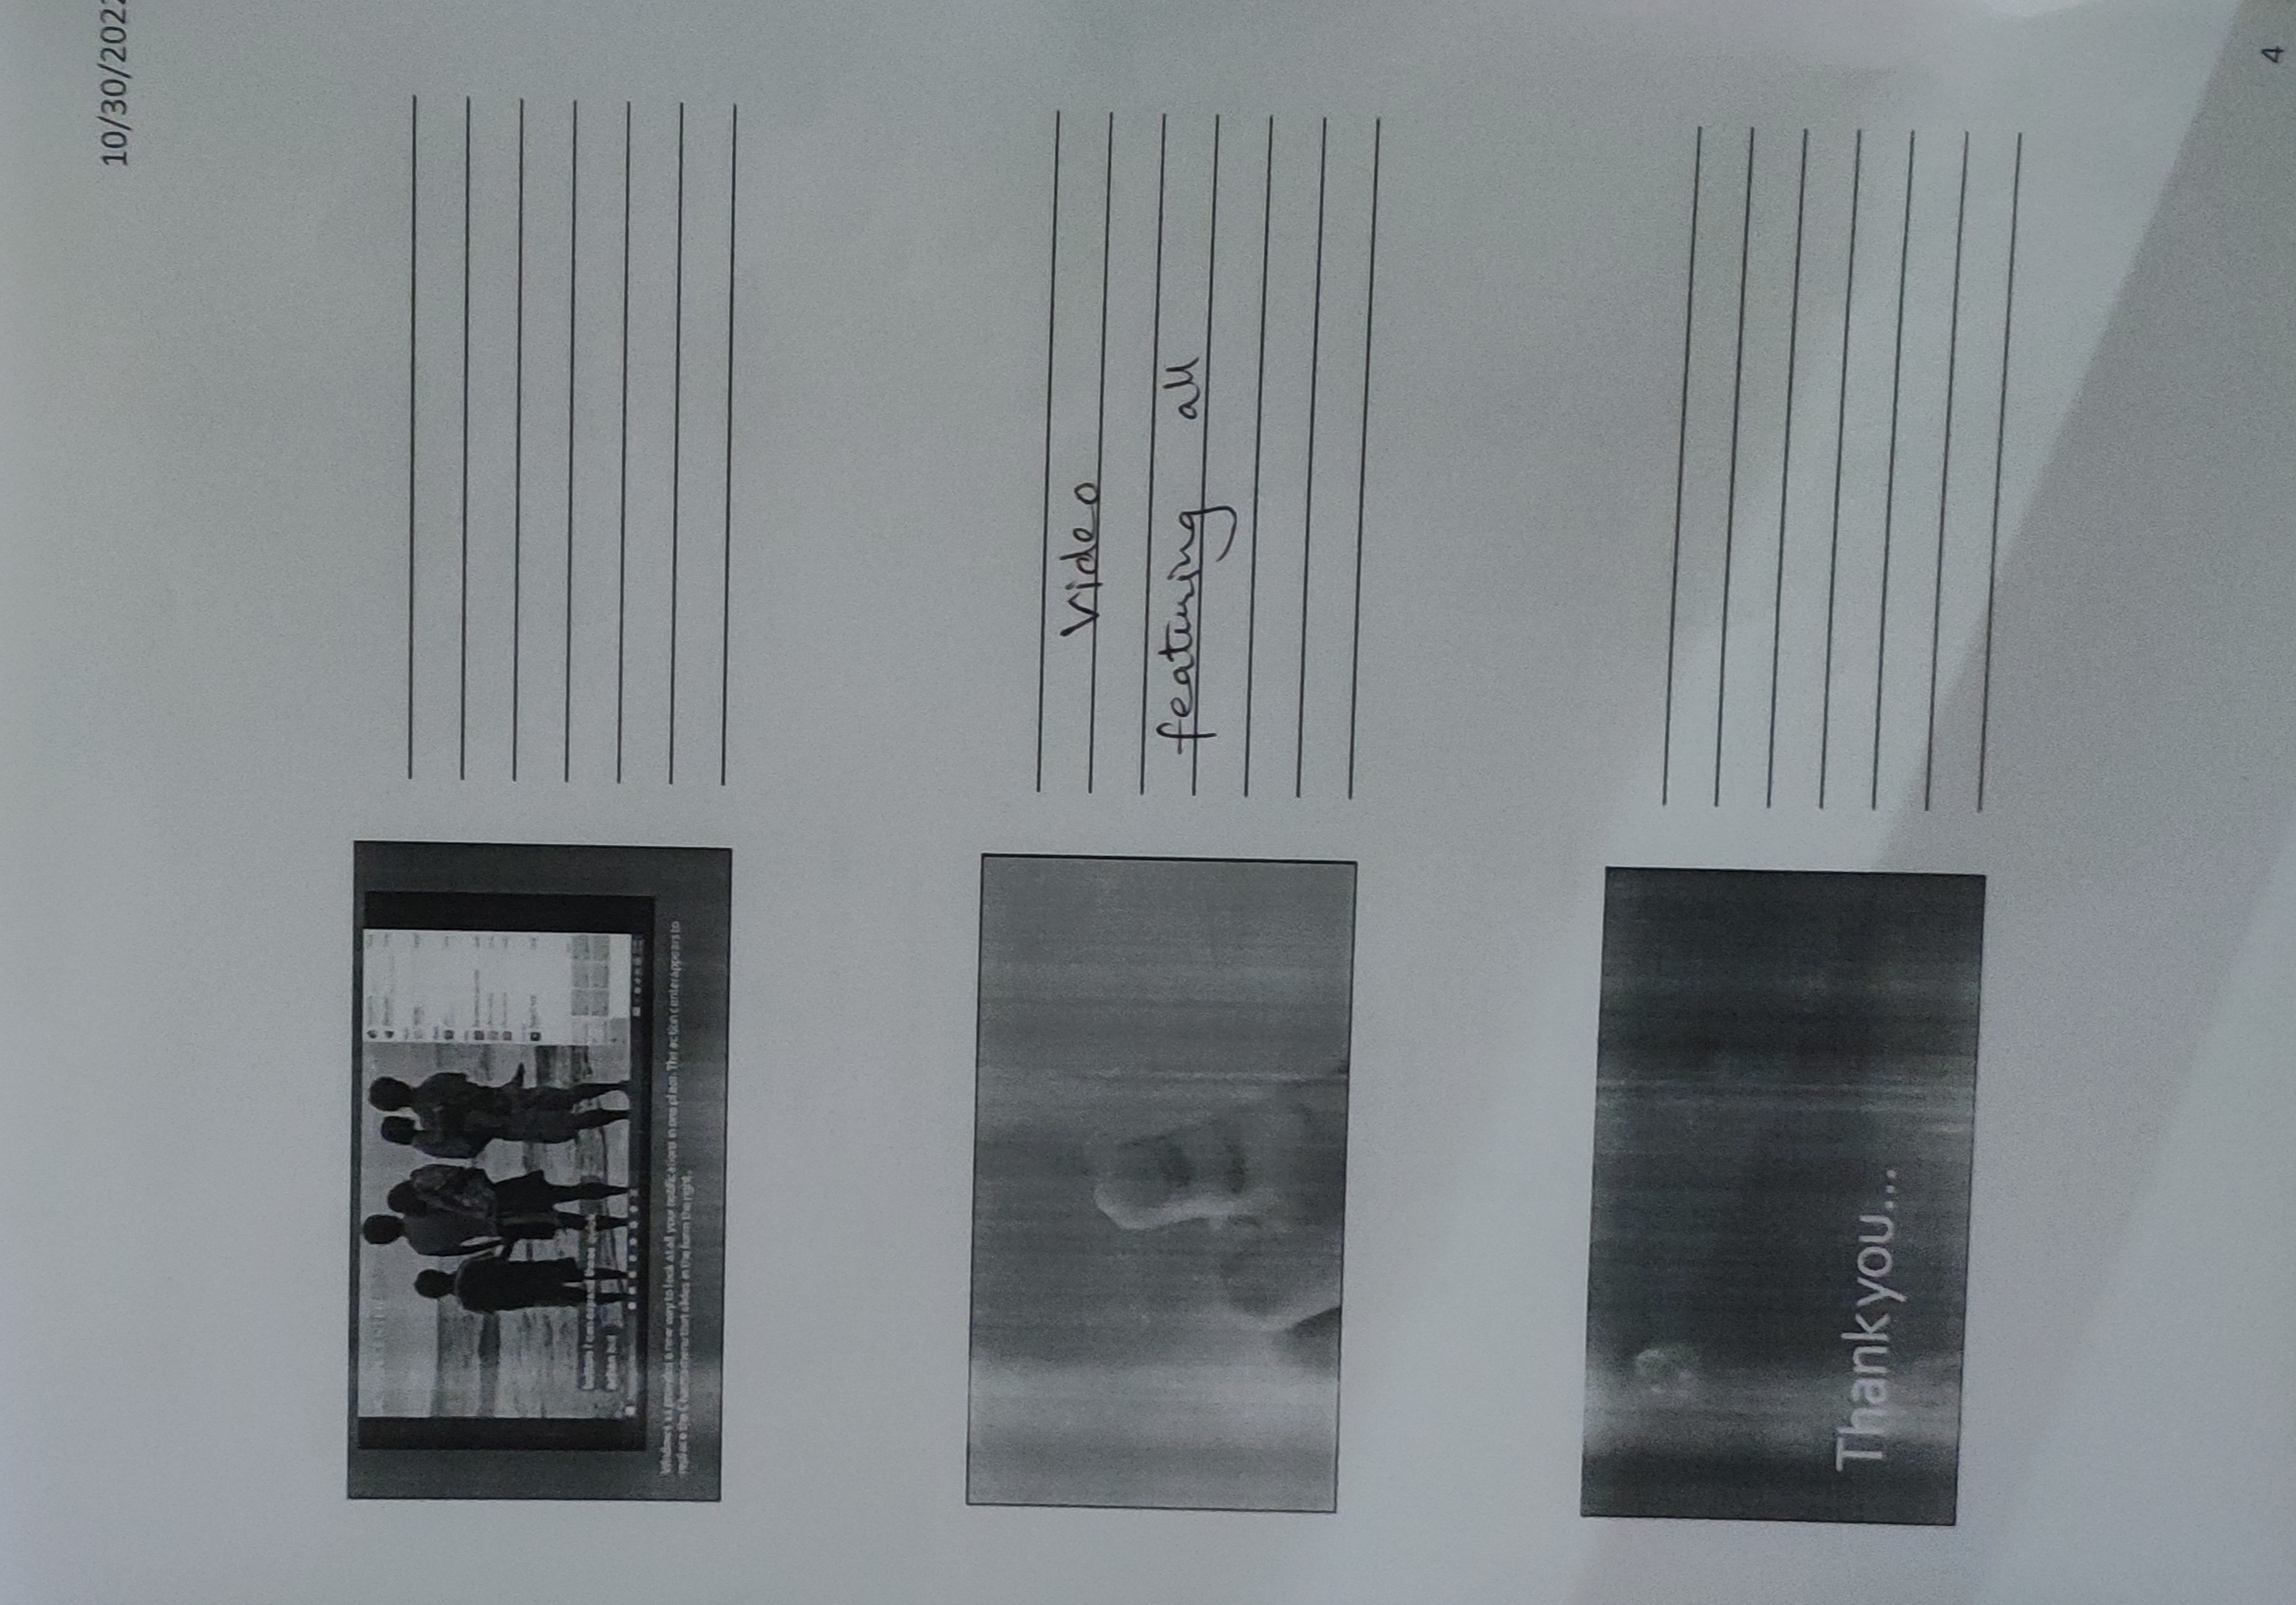 10/30/202
button I can expand these quick
action but
Windows 10 provides a new way to look at all your notifications in one place. The action center appears to
replace the Charms menu that slides in the form the right.
Video
featuring all
Thank you...
4